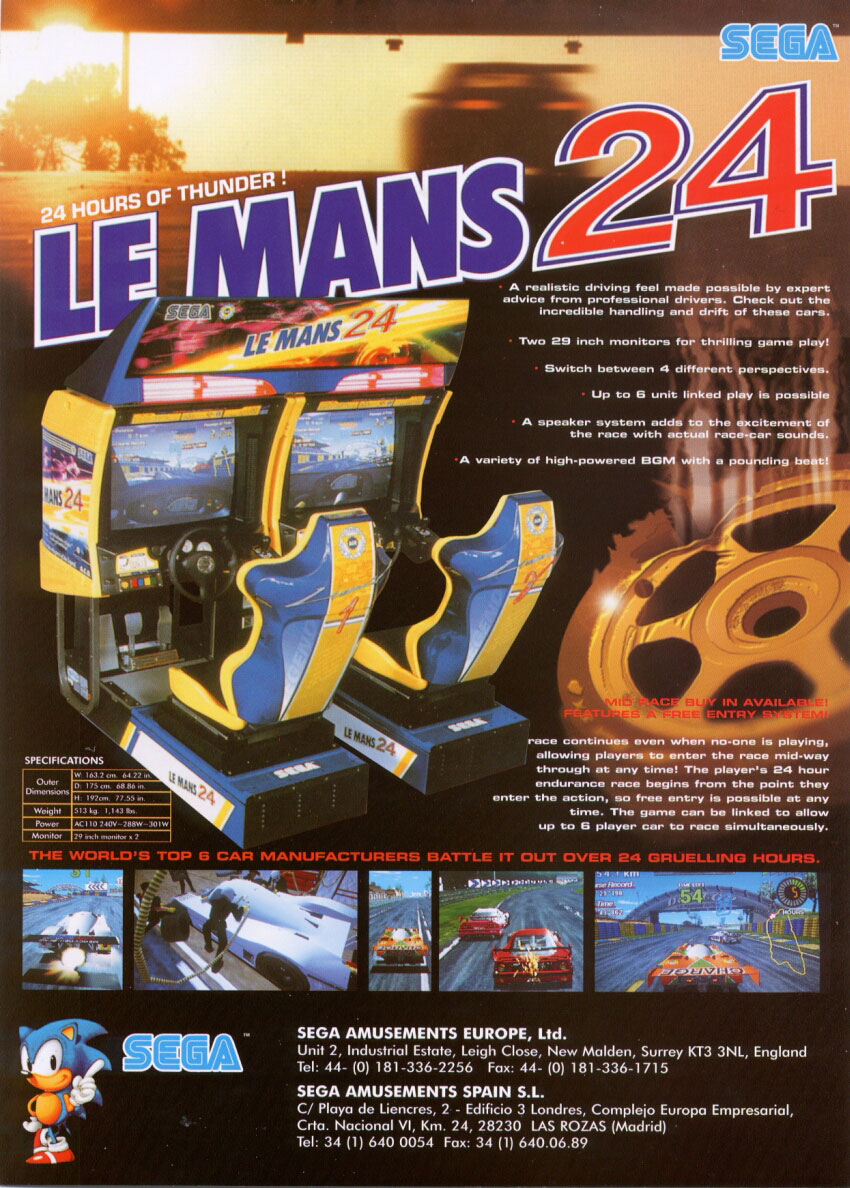 SEGA™
24 HOURS OF THUNDER !
LE MANS 24
• A realistic driving feel made possible by expert
advice from professional drivers. Check out the
incredible handling and drift of these cars.
• Two 29 inch monitors for thrilling game play!
• Switch between 4 different perspectives.
• Up to 6 unit linked play is possible
• A speaker system adds to the excitement of
the race with actual race-car sounds.
• A variety of high-powered BGM with a pounding beat!
SEGA
LE MANS 24
SEGA
MANS 24
1
2
SEGA
LE MANS 24
SEGA
LE MANS 24
MID RACE BUY IN AVAILABLE!
FEATURES A FREE ENTRY SYSTEM!
race continues even when no-one is playing,
allowing players to enter the race mid-way
through at any time! The player's 24 hour
endurance race begins from the point they
enter the action, so free entry is possible at any
time. The game can be linked to allow
up to 6 player car to race simultaneously.
SPECIFICATIONS
Outer Dimensions
W: 163.2 cm. 64.22 in.
D: 175 cm. 68.86 in.
H: 192cm. 77.55 in.
Weight 513 kg. 1,143 lbs.
Power AC110 240V~288W~301W
Monitor 29 inch monitor x 2
THE WORLD'S TOP 6 CAR MANUFACTURERS BATTLE IT OUT OVER 24 GRUELLING HOURS.
54
5
HOURS
CHARGE
SEGA™
SEGA AMUSEMENTS EUROPE, Ltd.
Unit 2, Industrial Estate, Leigh Close, New Malden, Surrey KT3 3NL, England
Tel: 44- (0) 181-336-2256 Fax: 44- (0) 181-336-1715
SEGA AMUSEMENTS SPAIN S.L.
C/ Playa de Liencres, 2 - Edificio 3 Londres, Complejo Europa Empresarial,
Crta. Nacional VI, Km. 24, 28230 LAS ROZAS (Madrid)
Tel: 34 (1) 640 0054 Fax: 34 (1) 640.06.89